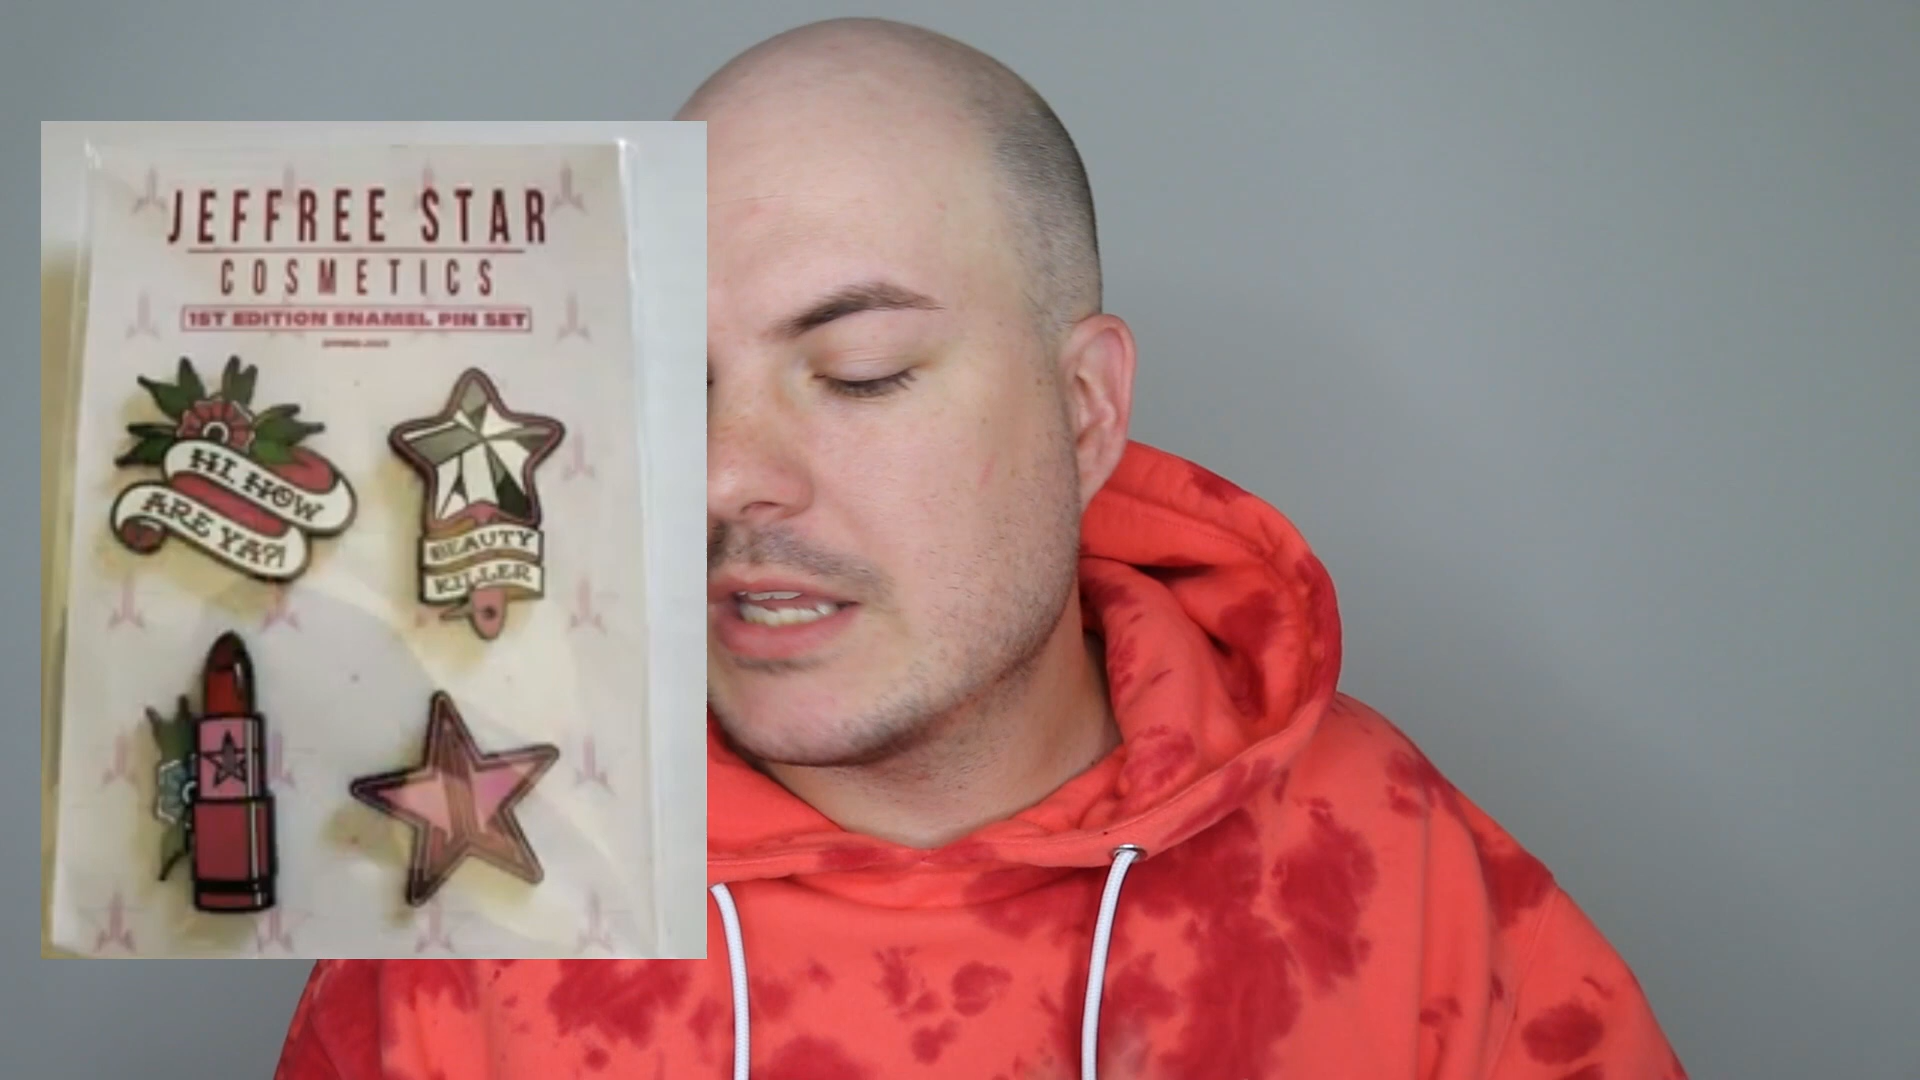 JEFFREE STAR
COSMETICS
1ST EDITION ENAMEL PIN SET
HI, HOW
ARE YA?!
BEAUTY
KILLER